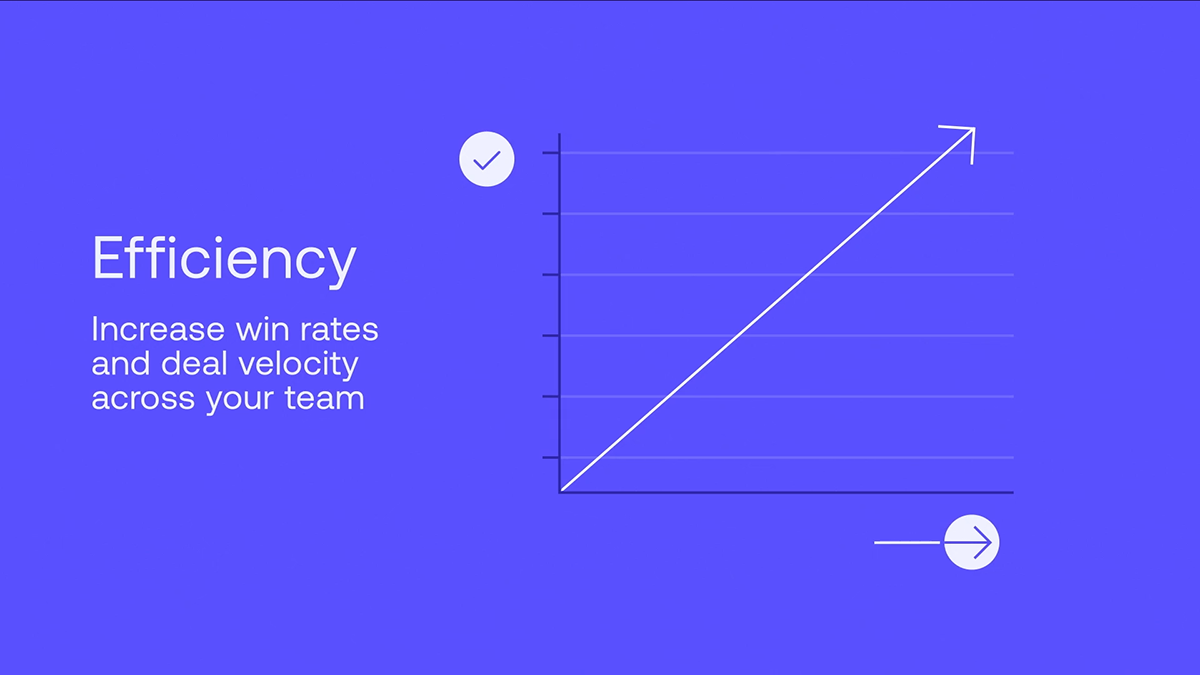 Efficiency
Increase win rates
and deal velocity
across your team